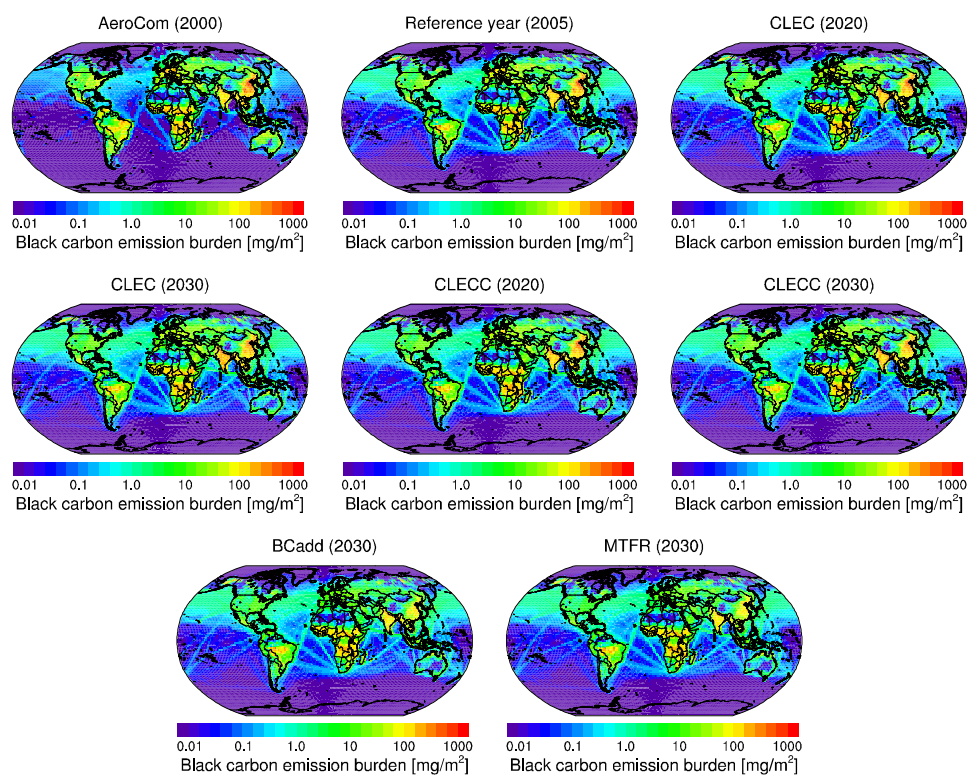 AeroCom (2000)
Reference year (2005)
CLEC (2020)
0.01 0.1 1.0 10 100 1000
Black carbon emission burden [mg/m²]
0.01 0.1 1.0 10 100 1000
Black carbon emission burden [mg/m²]
0.01 0.1 1.0 10 100 1000
Black carbon emission burden [mg/m²]
CLEC (2030)
CLECC (2020)
CLECC (2030)
0.01 0.1 1.0 10 100 1000
Black carbon emission burden [mg/m²]
0.01 0.1 1.0 10 100 1000
Black carbon emission burden [mg/m²]
0.01 0.1 1.0 10 100 1000
Black carbon emission burden [mg/m²]
BCadd (2030)
MTFR (2030)
0.01 0.1 1.0 10 100 1000
Black carbon emission burden [mg/m²]
0.01 0.1 1.0 10 100 1000
Black carbon emission burden [mg/m²]